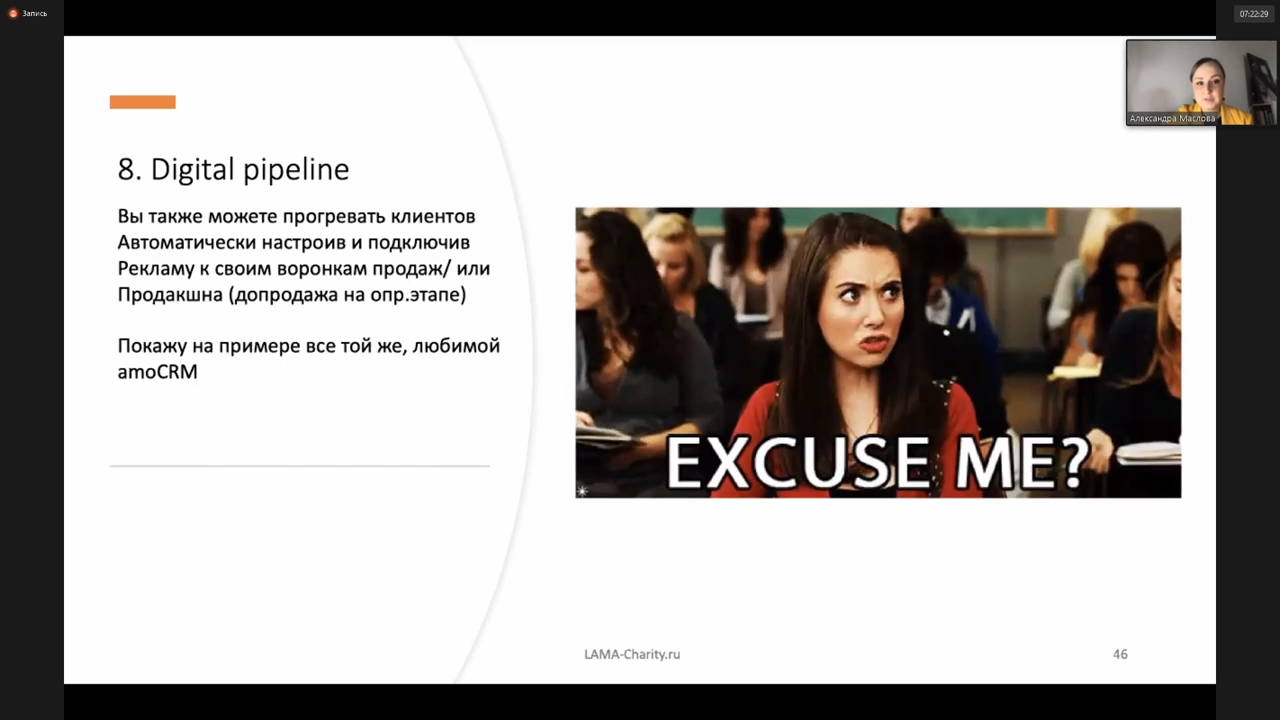 Запись
07:22:29
Александра Маслова
8. Digital pipeline
Вы также можете прогревать клиентов
Автоматически настроив и подключив
Рекламу к своим воронкам продаж/ или
Продакшна (допродажа на опр.этапе)
Покажу на примере все той же, любимой
amoCRM
EXCUSE ME?
LAMA-Charity.ru
46